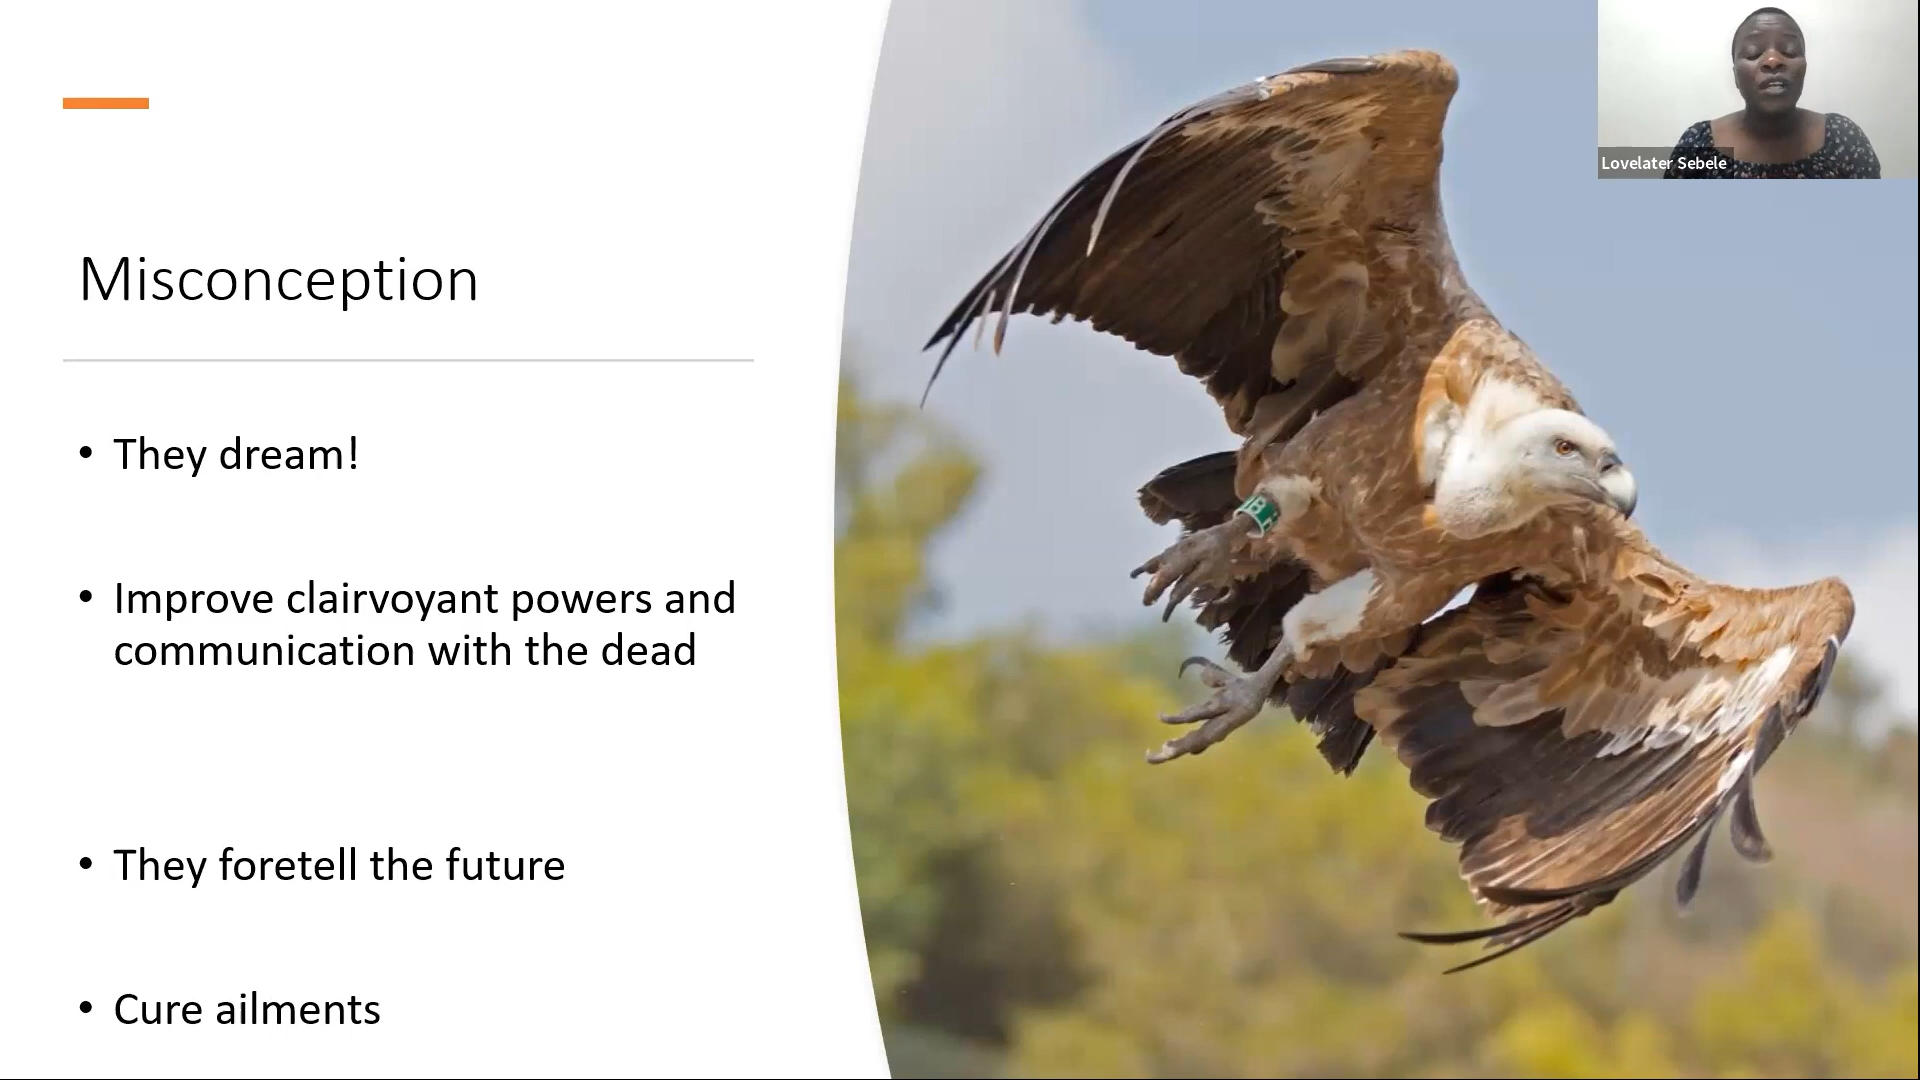 Misconception
• They dream!
• Improve clairvoyant powers and
communication with the dead
• They foretell the future
• Cure ailments
Lovelater Sebele